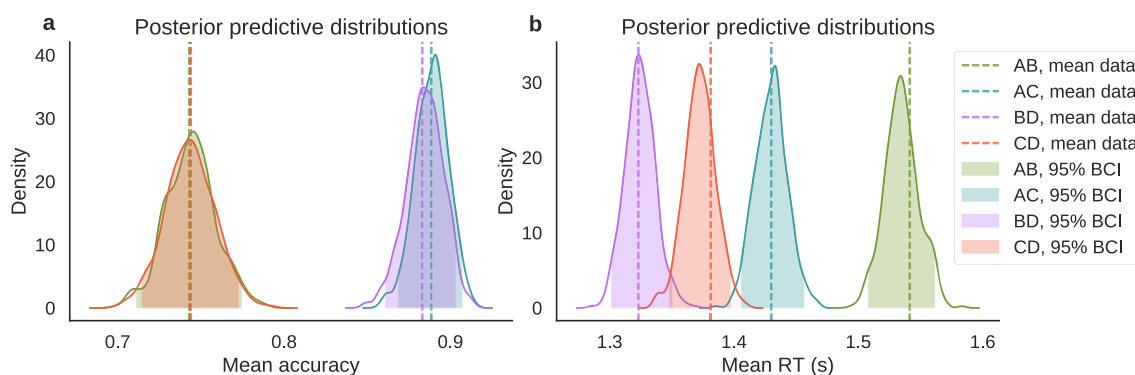 a
Posterior predictive distributions
40
30
20
10
0
Density
0.7
0.8
0.9
Mean accuracy
b
Posterior predictive distributions
30
20
10
0
Density
1.3
1.4
1.5
1.6
Mean RT (s)
AB, mean data
AC, mean data
BD, mean data
CD, mean data
AB, 95% BCI
AC, 95% BCI
BD, 95% BCI
CD, 95% BCI